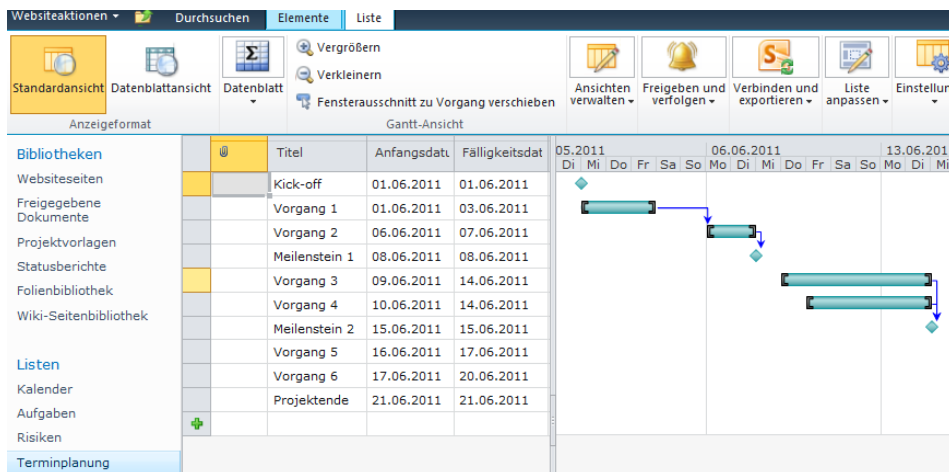 Websiteaktionen Durchsuchen Elemente Liste
Vergrößern
Verkleinern
Fensterausschnitt zu Vorgang verschieben
Standardansicht Datenblattansicht Datenblatt
Ansichten verwalten
Freigeben und verfolgen
Verbinden und exportieren
Liste anpassen
Anzeigeformat Gantt-Ansicht
Bibliotheken
Websiteseiten
Freigegebene
Dokumente
Projektvorlagen
Statusberichte
Folienbibliothek
Wiki-Seitenbibliothek
Listen
Kalender
Aufgaben
Risiken
Terminplanung
Titel Anfangsdatu Fälligkeitsdat
Kick-off 01.06.2011 01.06.2011
Vorgang 1 01.06.2011 03.06.2011
Vorgang 2 06.06.2011 07.06.2011
Meilenstein 1 08.06.2011 08.06.2011
Vorgang 3 09.06.2011 14.06.2011
Vorgang 4 10.06.2011 14.06.2011
Meilenstein 2 15.06.2011 15.06.2011
Vorgang 5 16.06.2011 17.06.2011
Vorgang 6 17.06.2011 20.06.2011
Projektende 21.06.2011 21.06.2011
05.2011 06.06.2011 13.06.201
Di Mi Do Fr Sa So Mo Di Mi Do Fr Sa So Mo Di Mi